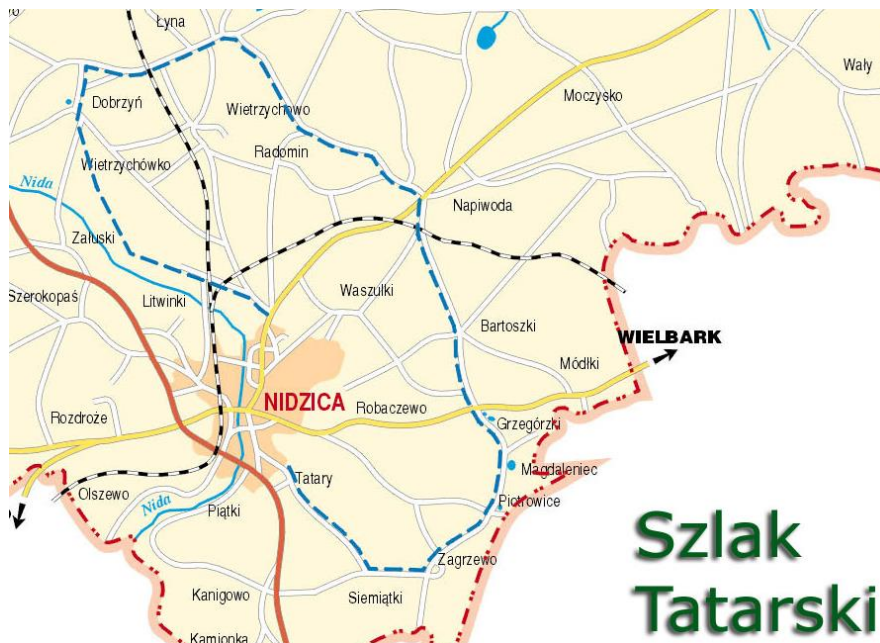 Łyna
Wały
Dobrzyń
Wietrzychowo
Moczysko
Radomin
Wietrzychówko
Nida
Napiwoda
Załuski
Szerokopaś
Litwinki
Waszulki
Bartoszki
WIELBARK
Módłki
NIDZICA
Robaczewo
Rozdroże
Grzegórzki
Magdaleniec
Tatary
Olszewo
Nida
Piątki
Piotrowice
Zagrzewo
Kanigowo
Siemiątki
Kamionka
Szlak
Tatarski